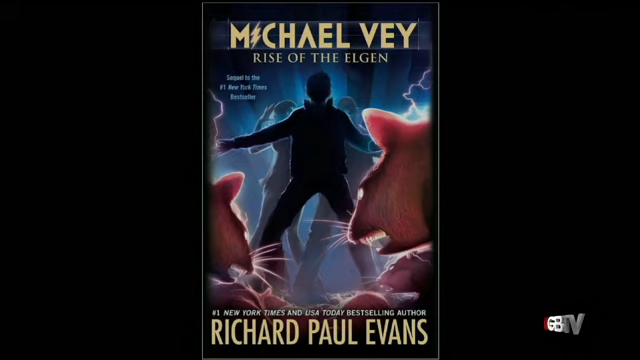 MICHAEL VEY
RISE OF THE ELGEN
Sequel to the
#1 New York Times
Bestseller
#1 NEW YORK TIMES AND USA TODAY BESTSELLING AUTHOR
RICHARD PAUL EVANS
GBTV